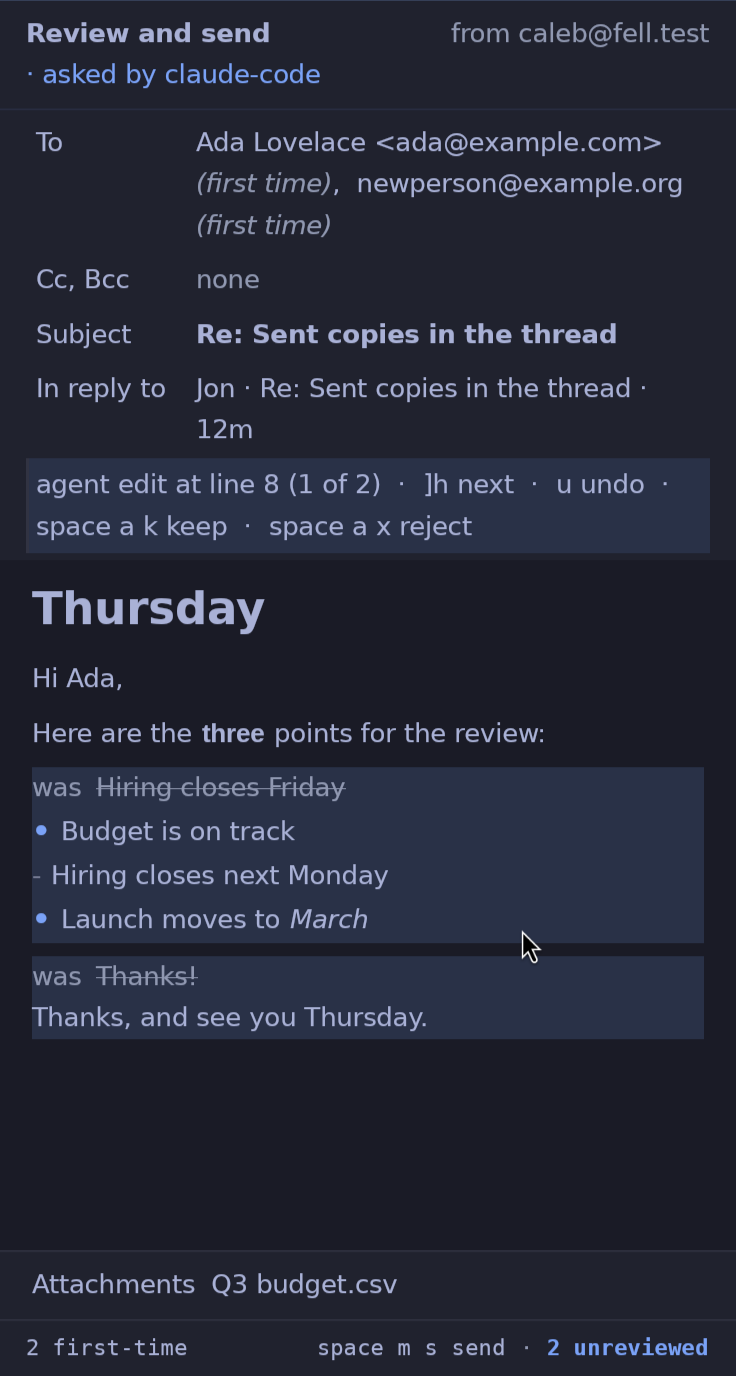 Review and send from caleb@fell.test
· asked by claude-code
To Ada Lovelace <ada@example.com>
(first time), newperson@example.org
(first time)
Cc, Bcc none
Subject Re: Sent copies in the thread
In reply to Jon · Re: Sent copies in the thread ·
12m
agent edit at line 8 (1 of 2) · ]h next · u undo ·
space a k keep · space a x reject
Thursday
Hi Ada,
Here are the three points for the review:
was Hiring closes Friday
• Budget is on track
- Hiring closes next Monday
• Launch moves to March
was Thanks!
Thanks, and see you Thursday.
Attachments Q3 budget.csv
2 first-time space m s send · 2 unreviewed